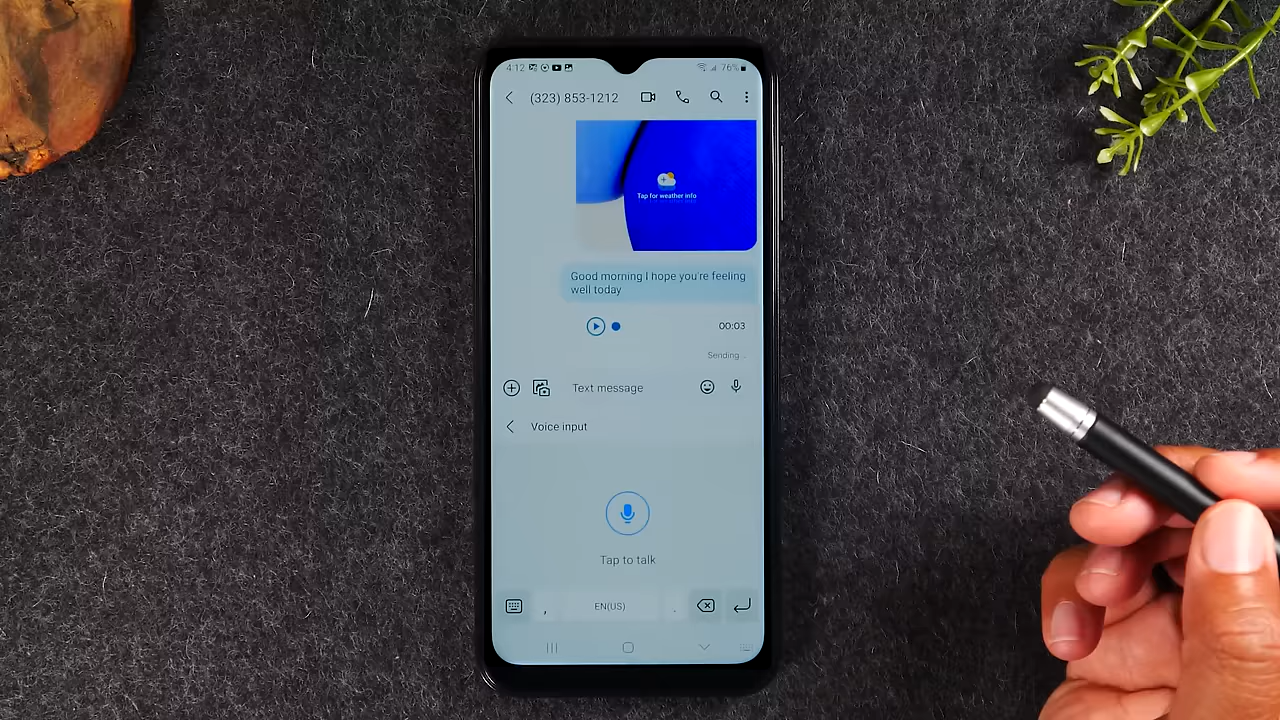 4:12
76%
(323) 853-1212
Tap for weather info
Good morning I hope you're feeling
well today
00:03
Sending...
Text message
Voice input
Tap to talk
, EN(US) .